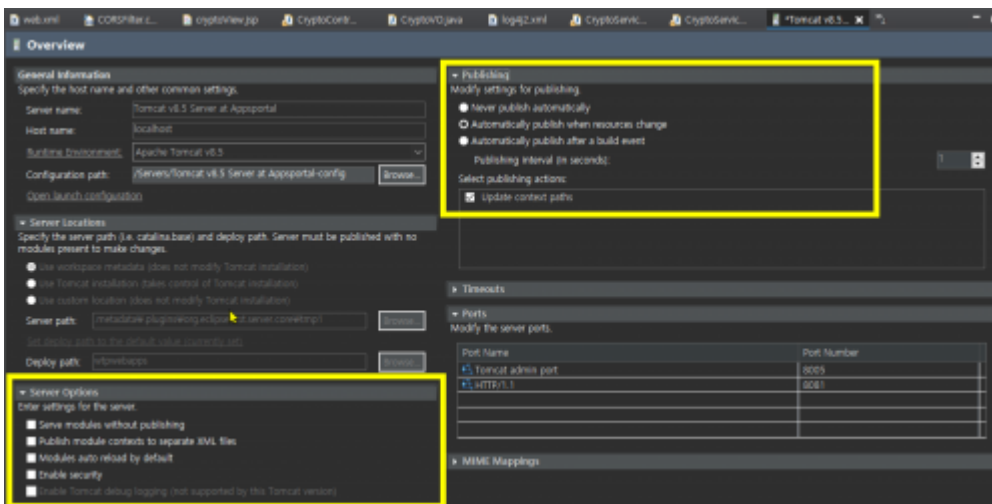 web.xml
CORSFilter.c...
cryptoView.jsp
CryptoContr...
CryptoVO.java
log4j2.xml
CryptoServic...
CryptoServic...
*Tomcat v8.5...
Overview
General Information
Specify the host name and other common settings.
Server name: Tomcat v8.5 Server at Appsportal
Host name: localhost
Runtime Environment: Apache Tomcat v8.5
Configuration path: /Servers/Tomcat v8.5 Server at Appsportal-config Browse...
Open launch configuration
Server Locations
Specify the server path (i.e. catalina.base) and deploy path. Server must be published with no
modules present to make changes.
Use workspace metadata (does not modify Tomcat installation)
Use Tomcat installation (takes control of Tomcat installation)
Use custom location (does not modify Tomcat installation)
Server path: Browse...
Set deploy path to the default value (currently set)
Deploy path: wtpwebapps Browse...
Server Options
Enter settings for the server.
Serve modules without publishing
Publish module contexts to separate XML files
Modules auto reload by default
Enable security
Enable Tomcat debug logging (not supported by this Tomcat version)
Publishing
Modify settings for publishing.
Never publish automatically
Automatically publish when resources change
Automatically publish after a build event
Publishing interval (in seconds): 1
Select publishing actions:
Update context paths
Timeouts
Ports
Modify the server ports.
Port Name Port Number
Tomcat admin port 8005
HTTP/1.1 8081
MIME Mappings